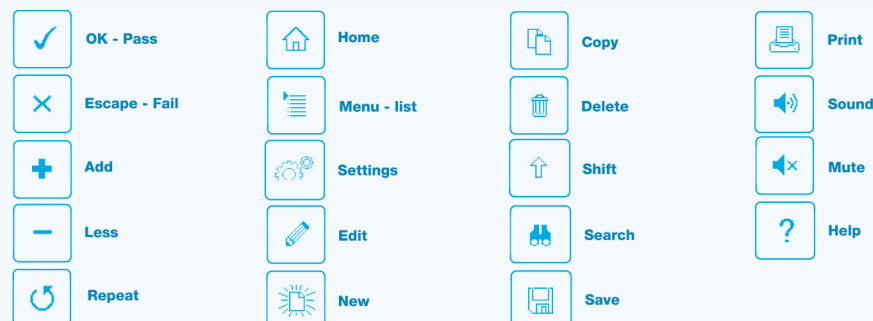 OK - Pass
Escape - Fail
Add
Less
Repeat
Home
Menu - list
Settings
Edit
New
Copy
Delete
Shift
Search
Save
Print
Sound
Mute
?
Help